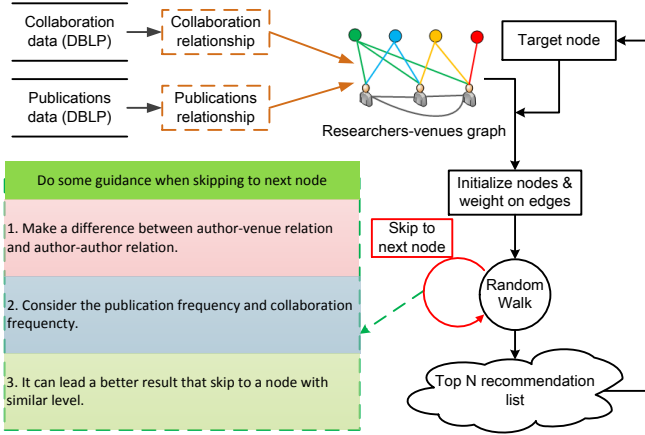 Collaboration
data (DBLP)
Collaboration
relationship
Target node
Publications
data (DBLP)
Publications
relationship
Researchers-venues graph
Do some guidance when skipping to next node
1. Make a difference between author-venue relation
and author-author relation.
2. Consider the publication frequency and collaboration
frequencty.
3. It can lead a better result that skip to a node with
similar level.
Initialize nodes &
weight on edges
Skip to
next node
Random
Walk
Top N recommendation
list